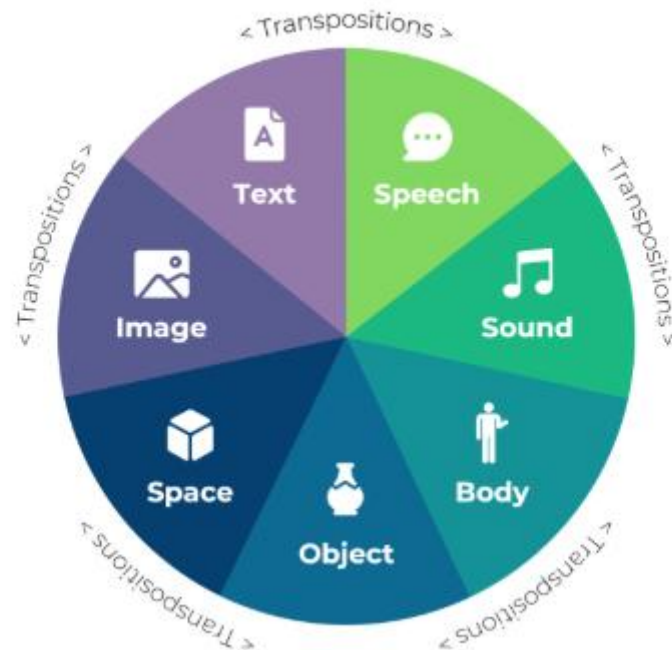 < Transpositions >
Text
Speech
< Transpositions >
< Transpositions >
Image
Sound
Space
Body
Object
< Transpositions >
< Transpositions >